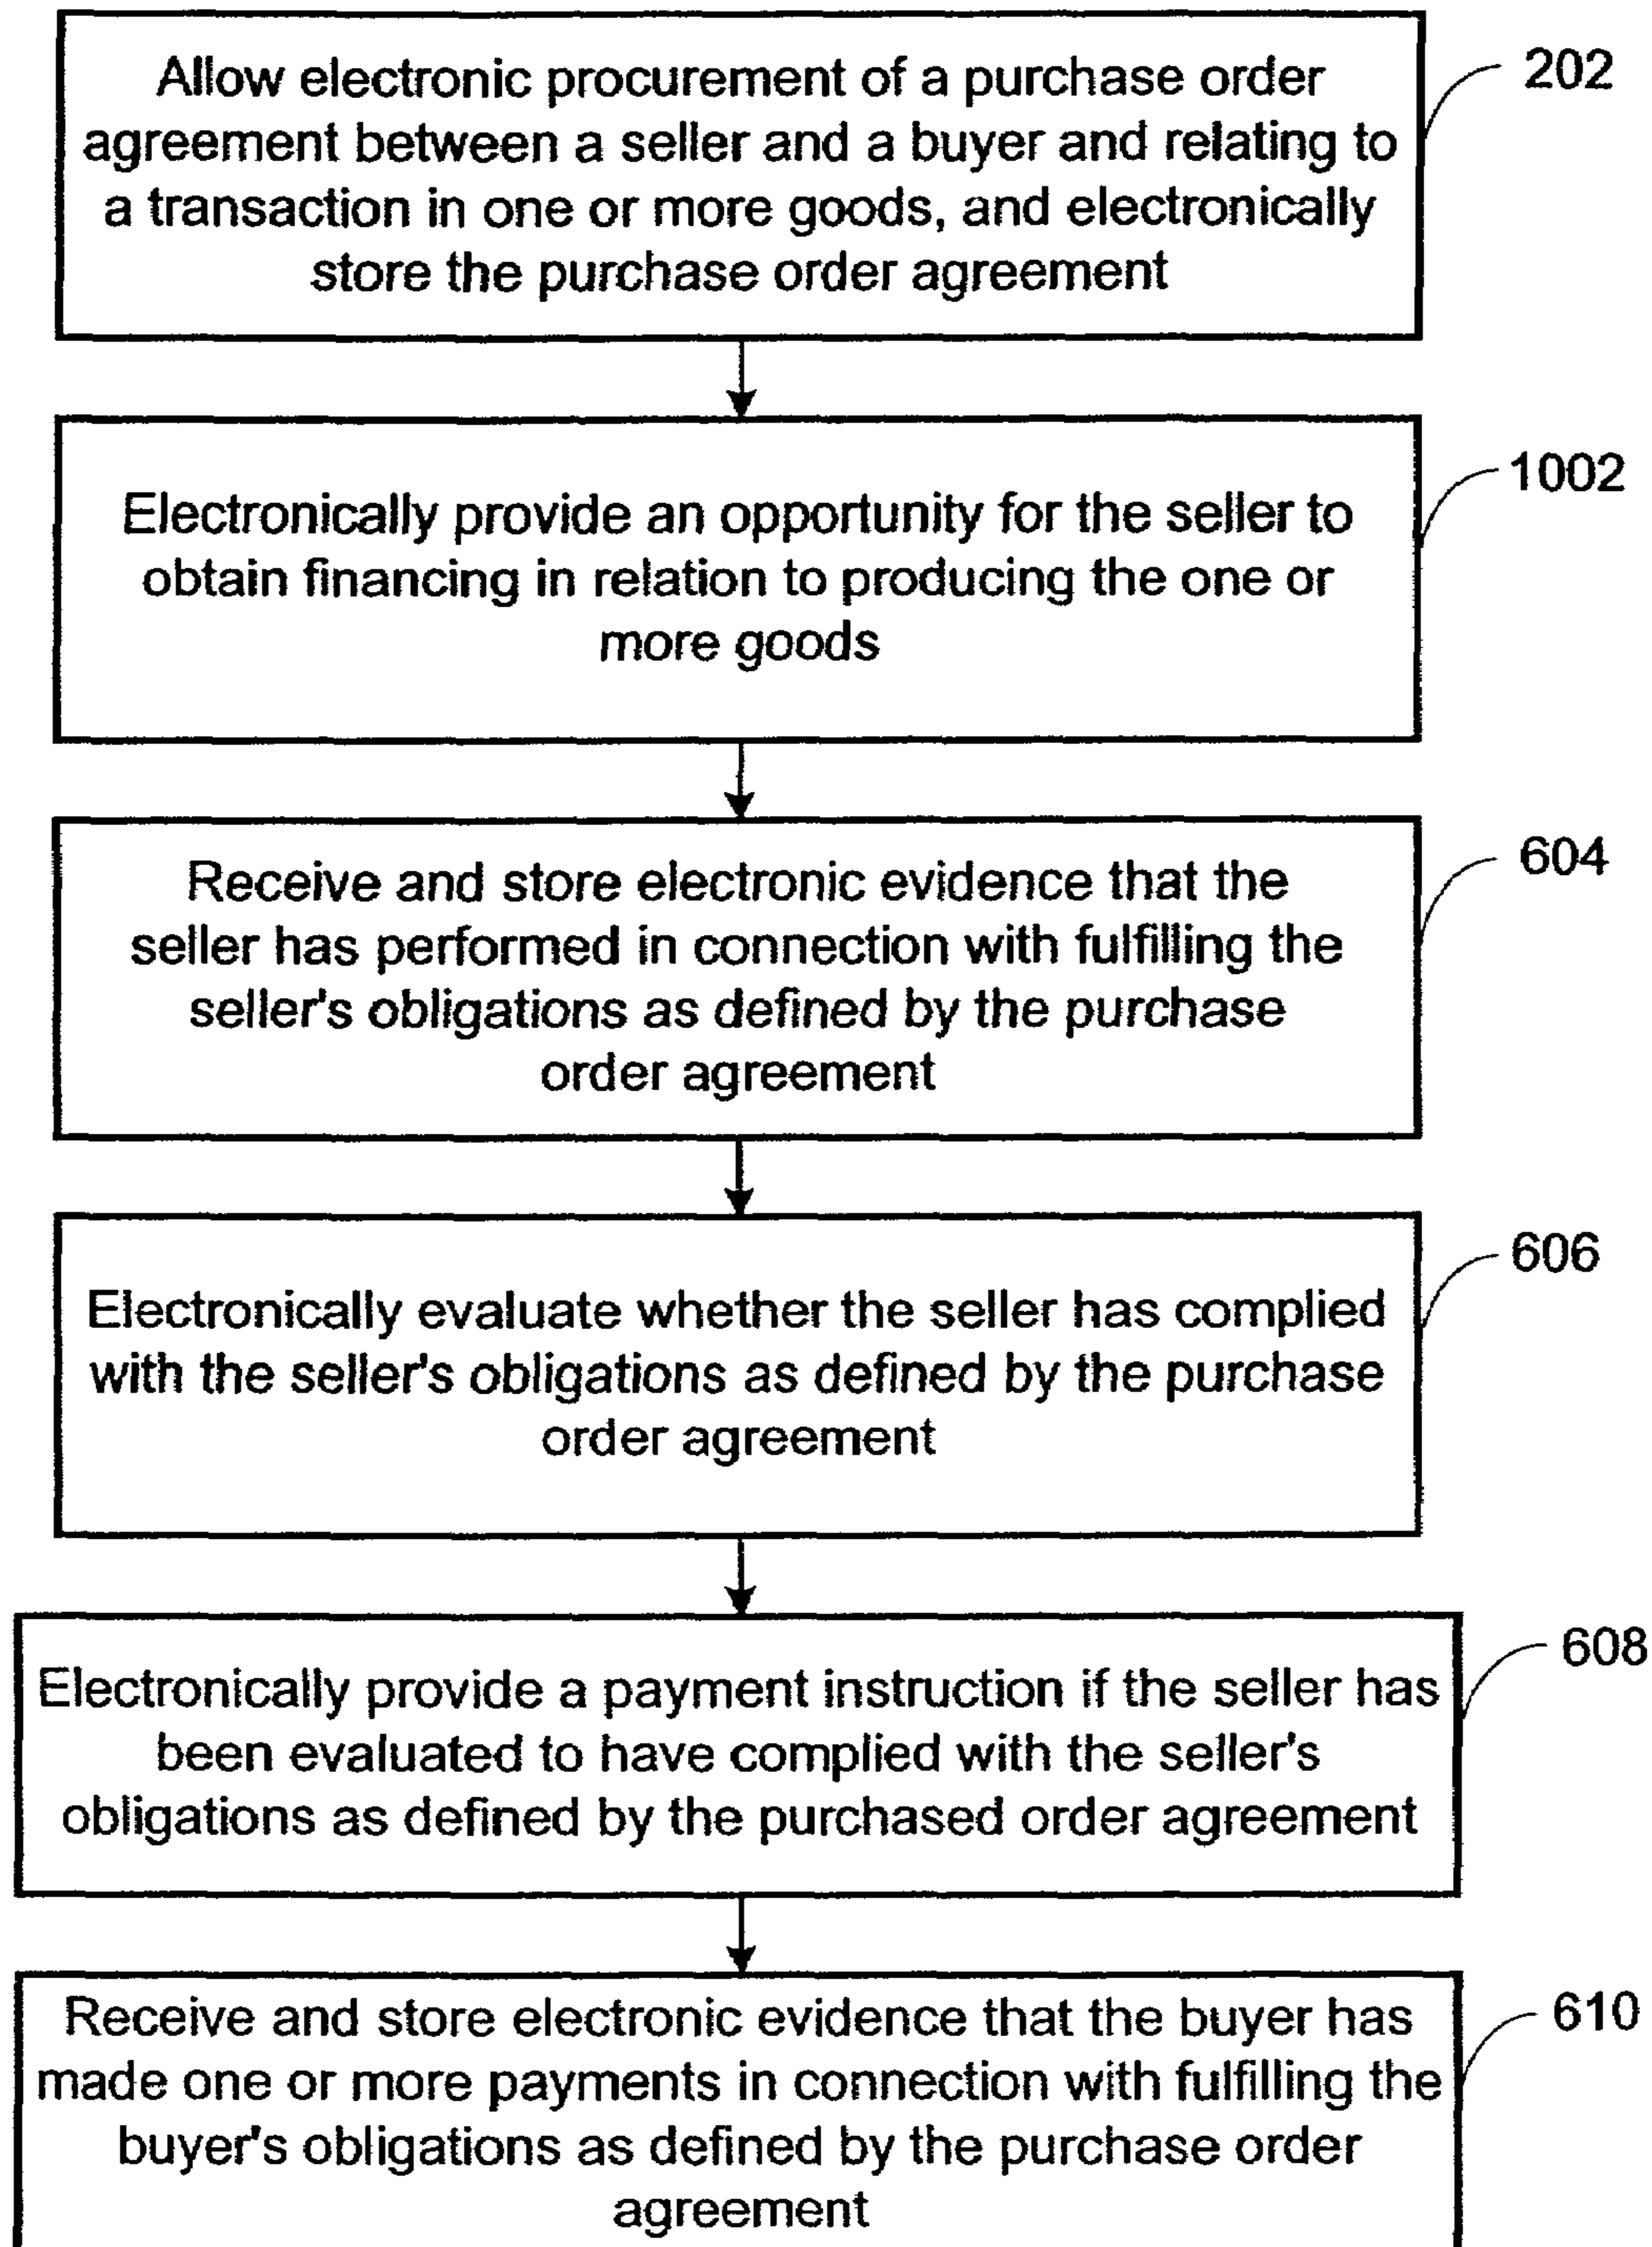 Allow electronic procurement of a purchase order
agreement between a seller and a buyer and relating to
a transaction in one or more goods, and electronically
store the purchase order agreement
202
Electronically provide an opportunity for the seller to
obtain financing in relation to producing the one or
more goods
1002
Receive and store electronic evidence that the
seller has performed in connection with fulfilling the
seller's obligations as defined by the purchase
order agreement
604
Electronically evaluate whether the seller has complied
with the seller's obligations as defined by the purchase
order agreement
606
Electronically provide a payment instruction if the seller has
been evaluated to have complied with the seller's
obligations as defined by the purchased order agreement
608
Receive and store electronic evidence that the buyer has
made one or more payments in connection with fulfilling the
buyer's obligations as defined by the purchase order
agreement
610